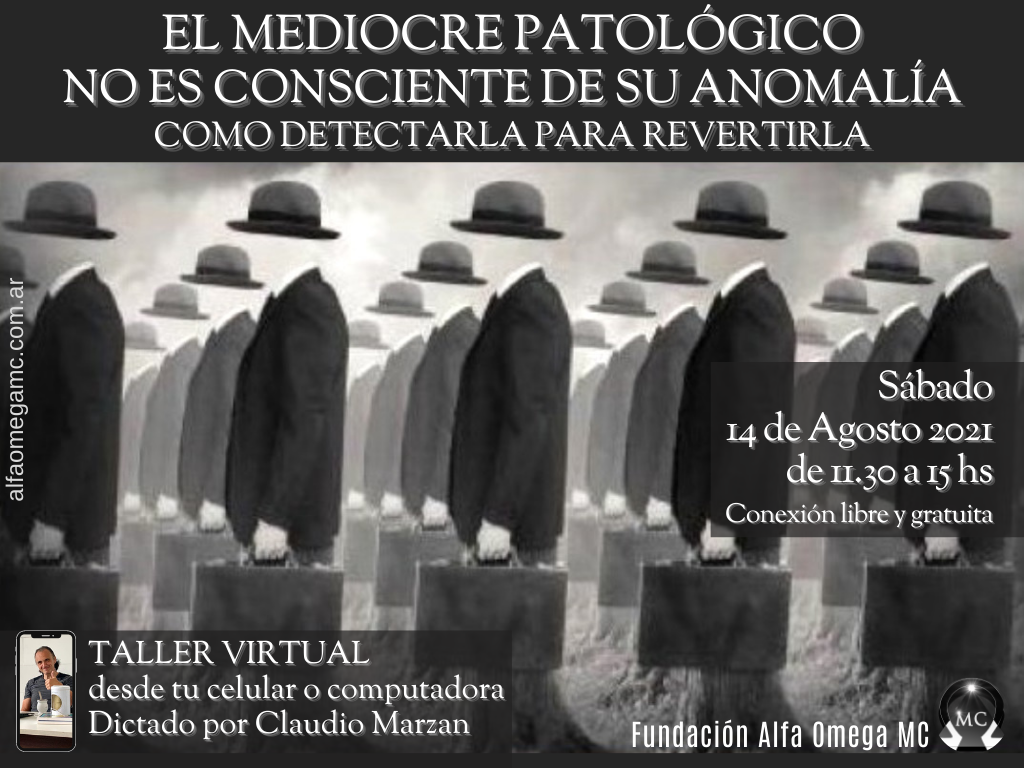 EL MEDIOCRE PATOLÓGICO
NO ES CONSCIENTE DE SU ANOMALÍA
COMO DETECTARLA PARA REVERTIRLA
alfaomegamc.com.ar
Sábado
14 de Agosto 2021
de 11.30 a 15 hs
Conexión libre y gratuita
TALLER VIRTUAL
desde tu celular o computadora
Dictado por Claudio Marzan
Fundación Alfa Omega MC
MC